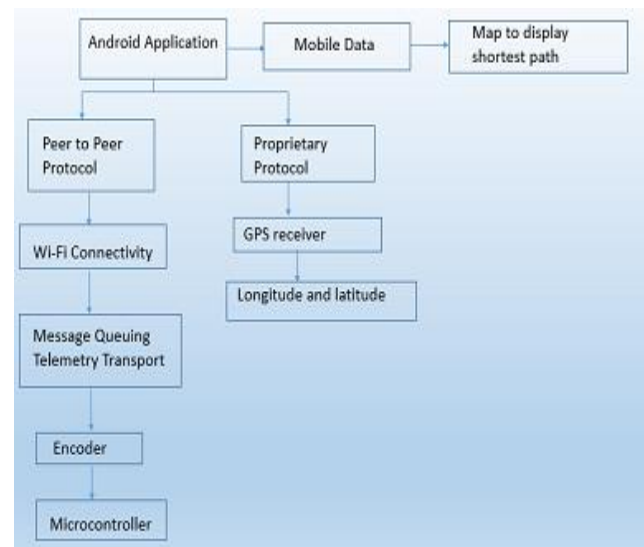 Android Application
Mobile Data
Map to display
shortest path
Peer to Peer
Protocol
Proprietary
Protocol
Wi-Fi Connectivity
GPS receiver
Longitude and latitude
Message Queuing
Telemetry Transport
Encoder
Microcontroller